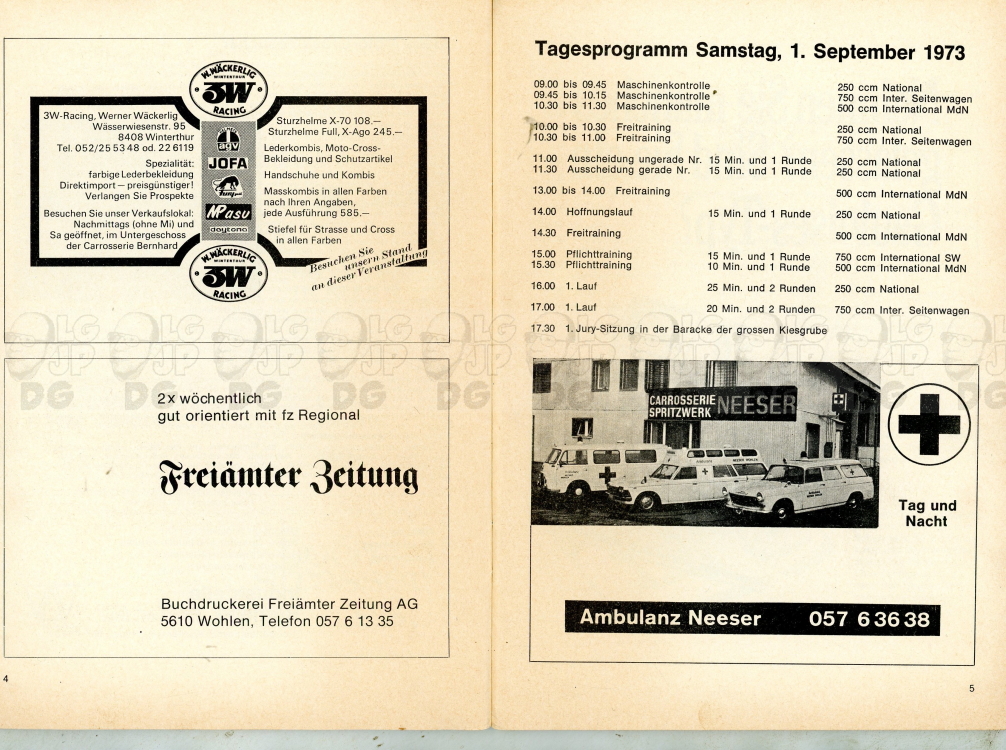 W. WÄCKERLIG
WINTERTHUR
3W
RACING
3W-Racing, Werner Wäckerlig
Wässerwiesenstr. 95
8408 Winterthur
Tel. 052/25 53 48 od. 22 61 19
Spezialität:
farbige Lederbekleidung
Direktimport – preisgünstiger!
Verlangen Sie Prospekte
Besuchen Sie unser Verkaufslokal:
Nachmittags (ohne Mi) und
Sa geöffnet, im Untergeschoss
der Carrosserie Bernhard
agv
JOFA
NPasu
daytona
Sturzhelme X-70 108.—
Sturzhelme Full, X-Ago 245.—
Lederkombis, Moto-Cross-
Bekleidung und Schutzartikel
Handschuhe und Kombis
Masskombis in allen Farben
nach Ihren Angaben,
jede Ausführung 585.—
Stiefel für Strasse und Cross
in allen Farben
W. WÄCKERLIG
3W
RACING
Besuchen Sie
unsern Stand
an dieser Veranstaltung
2x wöchentlich
gut orientiert mit fz Regional
Freiämter Zeitung
Buchdruckerei Freiämter Zeitung AG
5610 Wohlen, Telefon 057 6 13 35
4
Tagesprogramm Samstag, 1. September 1973
09.00 bis 09.45 Maschinenkontrolle 250 ccm National
09.45 bis 10.15 Maschinenkontrolle 750 ccm Inter. Seitenwagen
10.30 bis 11.30 Maschinenkontrolle 500 ccm International MdN
10.00 bis 10.30 Freitraining 250 ccm National
10.30 bis 11.00 Freitraining 750 ccm Inter. Seitenwagen
11.00 Ausscheidung ungerade Nr. 15 Min. und 1 Runde 250 ccm National
11.30 Ausscheidung gerade Nr. 15 Min. und 1 Runde 250 ccm National
13.00 bis 14.00 Freitraining 500 ccm International MdN
14.00 Hoffnungslauf 15 Min. und 1 Runde 250 ccm National
14.30 Freitraining 500 ccm International MdN
15.00 Pflichttraining 15 Min. und 1 Runde 750 ccm International SW
15.30 Pflichttraining 10 Min. und 1 Runde 500 ccm International MdN
16.00 1. Lauf 25 Min. und 2 Runden 250 ccm National
17.00 1. Lauf 20 Min. und 2 Runden 750 ccm Inter. Seitenwagen
17.30 1. Jury-Sitzung in der Baracke der grossen Kiesgrube
LG
JP
DG
CARROSSERIE
SPRITZWERK NEESER
Tag und
Nacht
Ambulanz Neeser 057 6 36 38
5